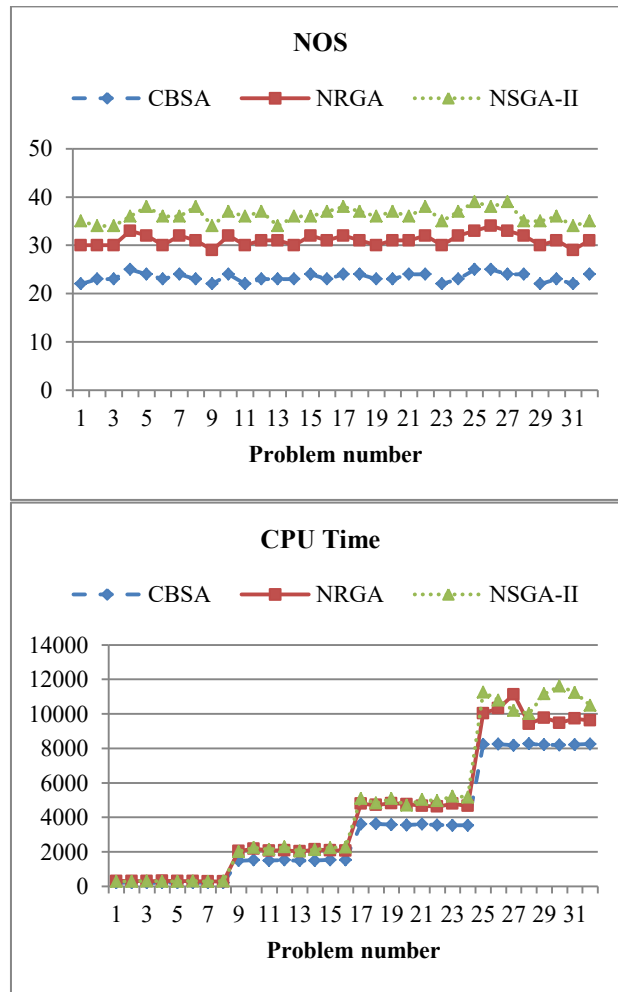 NOS
CBSA NRGA NSGA-II
50
40
30
20
10
0
1 3 5 7 9 11 13 15 17 19 21 23 25 27 29 31
Problem number
CPU Time
CBSA NRGA NSGA-II
14000
12000
10000
8000
6000
4000
2000
0
1 3 5 7 9 11 13 15 17 19 21 23 25 27 29 31
Problem number